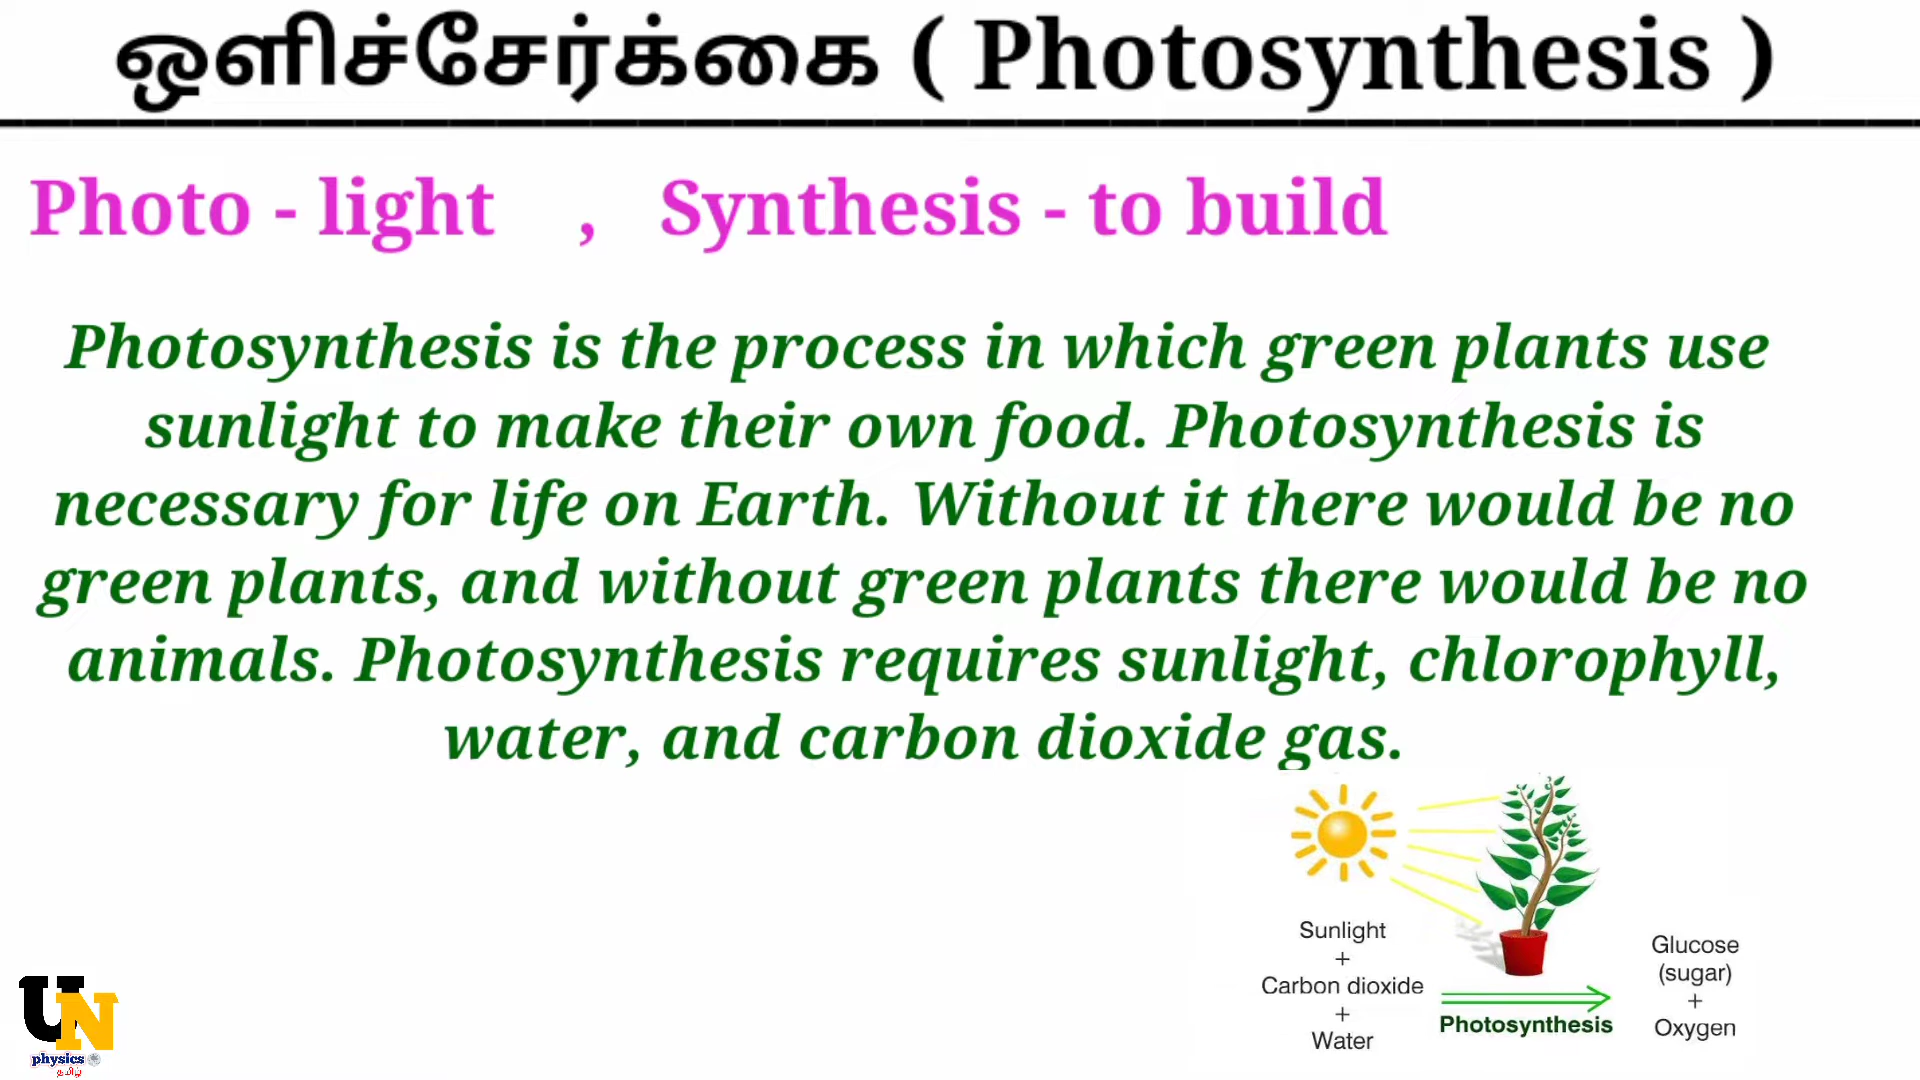 ஒளிச்சேர்க்கை ( Photosynthesis )
Photo - light , Synthesis - to build
Photosynthesis is the process in which green plants use
sunlight to make their own food. Photosynthesis is
necessary for life on Earth. Without it there would be no
green plants, and without green plants there would be no
animals. Photosynthesis requires sunlight, chlorophyll,
water, and carbon dioxide gas.
Sunlight
+
Carbon dioxide
+
Water
Photosynthesis
Glucose
(sugar)
+
Oxygen
UN
physics
தமிழ்